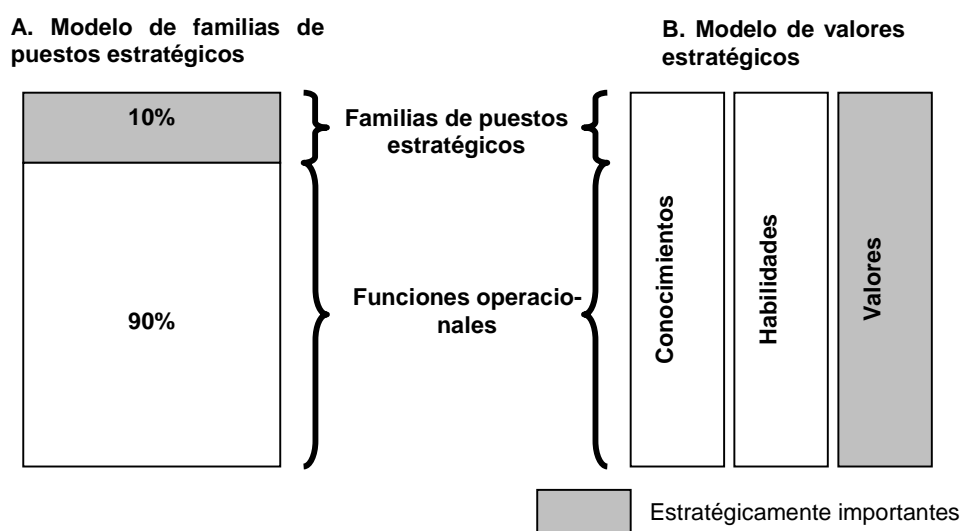 A. Modelo de familias de
puestos estratégicos
B. Modelo de valores
estratégicos
10%
Familias de puestos
estratégicos
90%
Funciones operacio-
nales
Conocimientos
Habilidades
Valores
Estratégicamente importantes